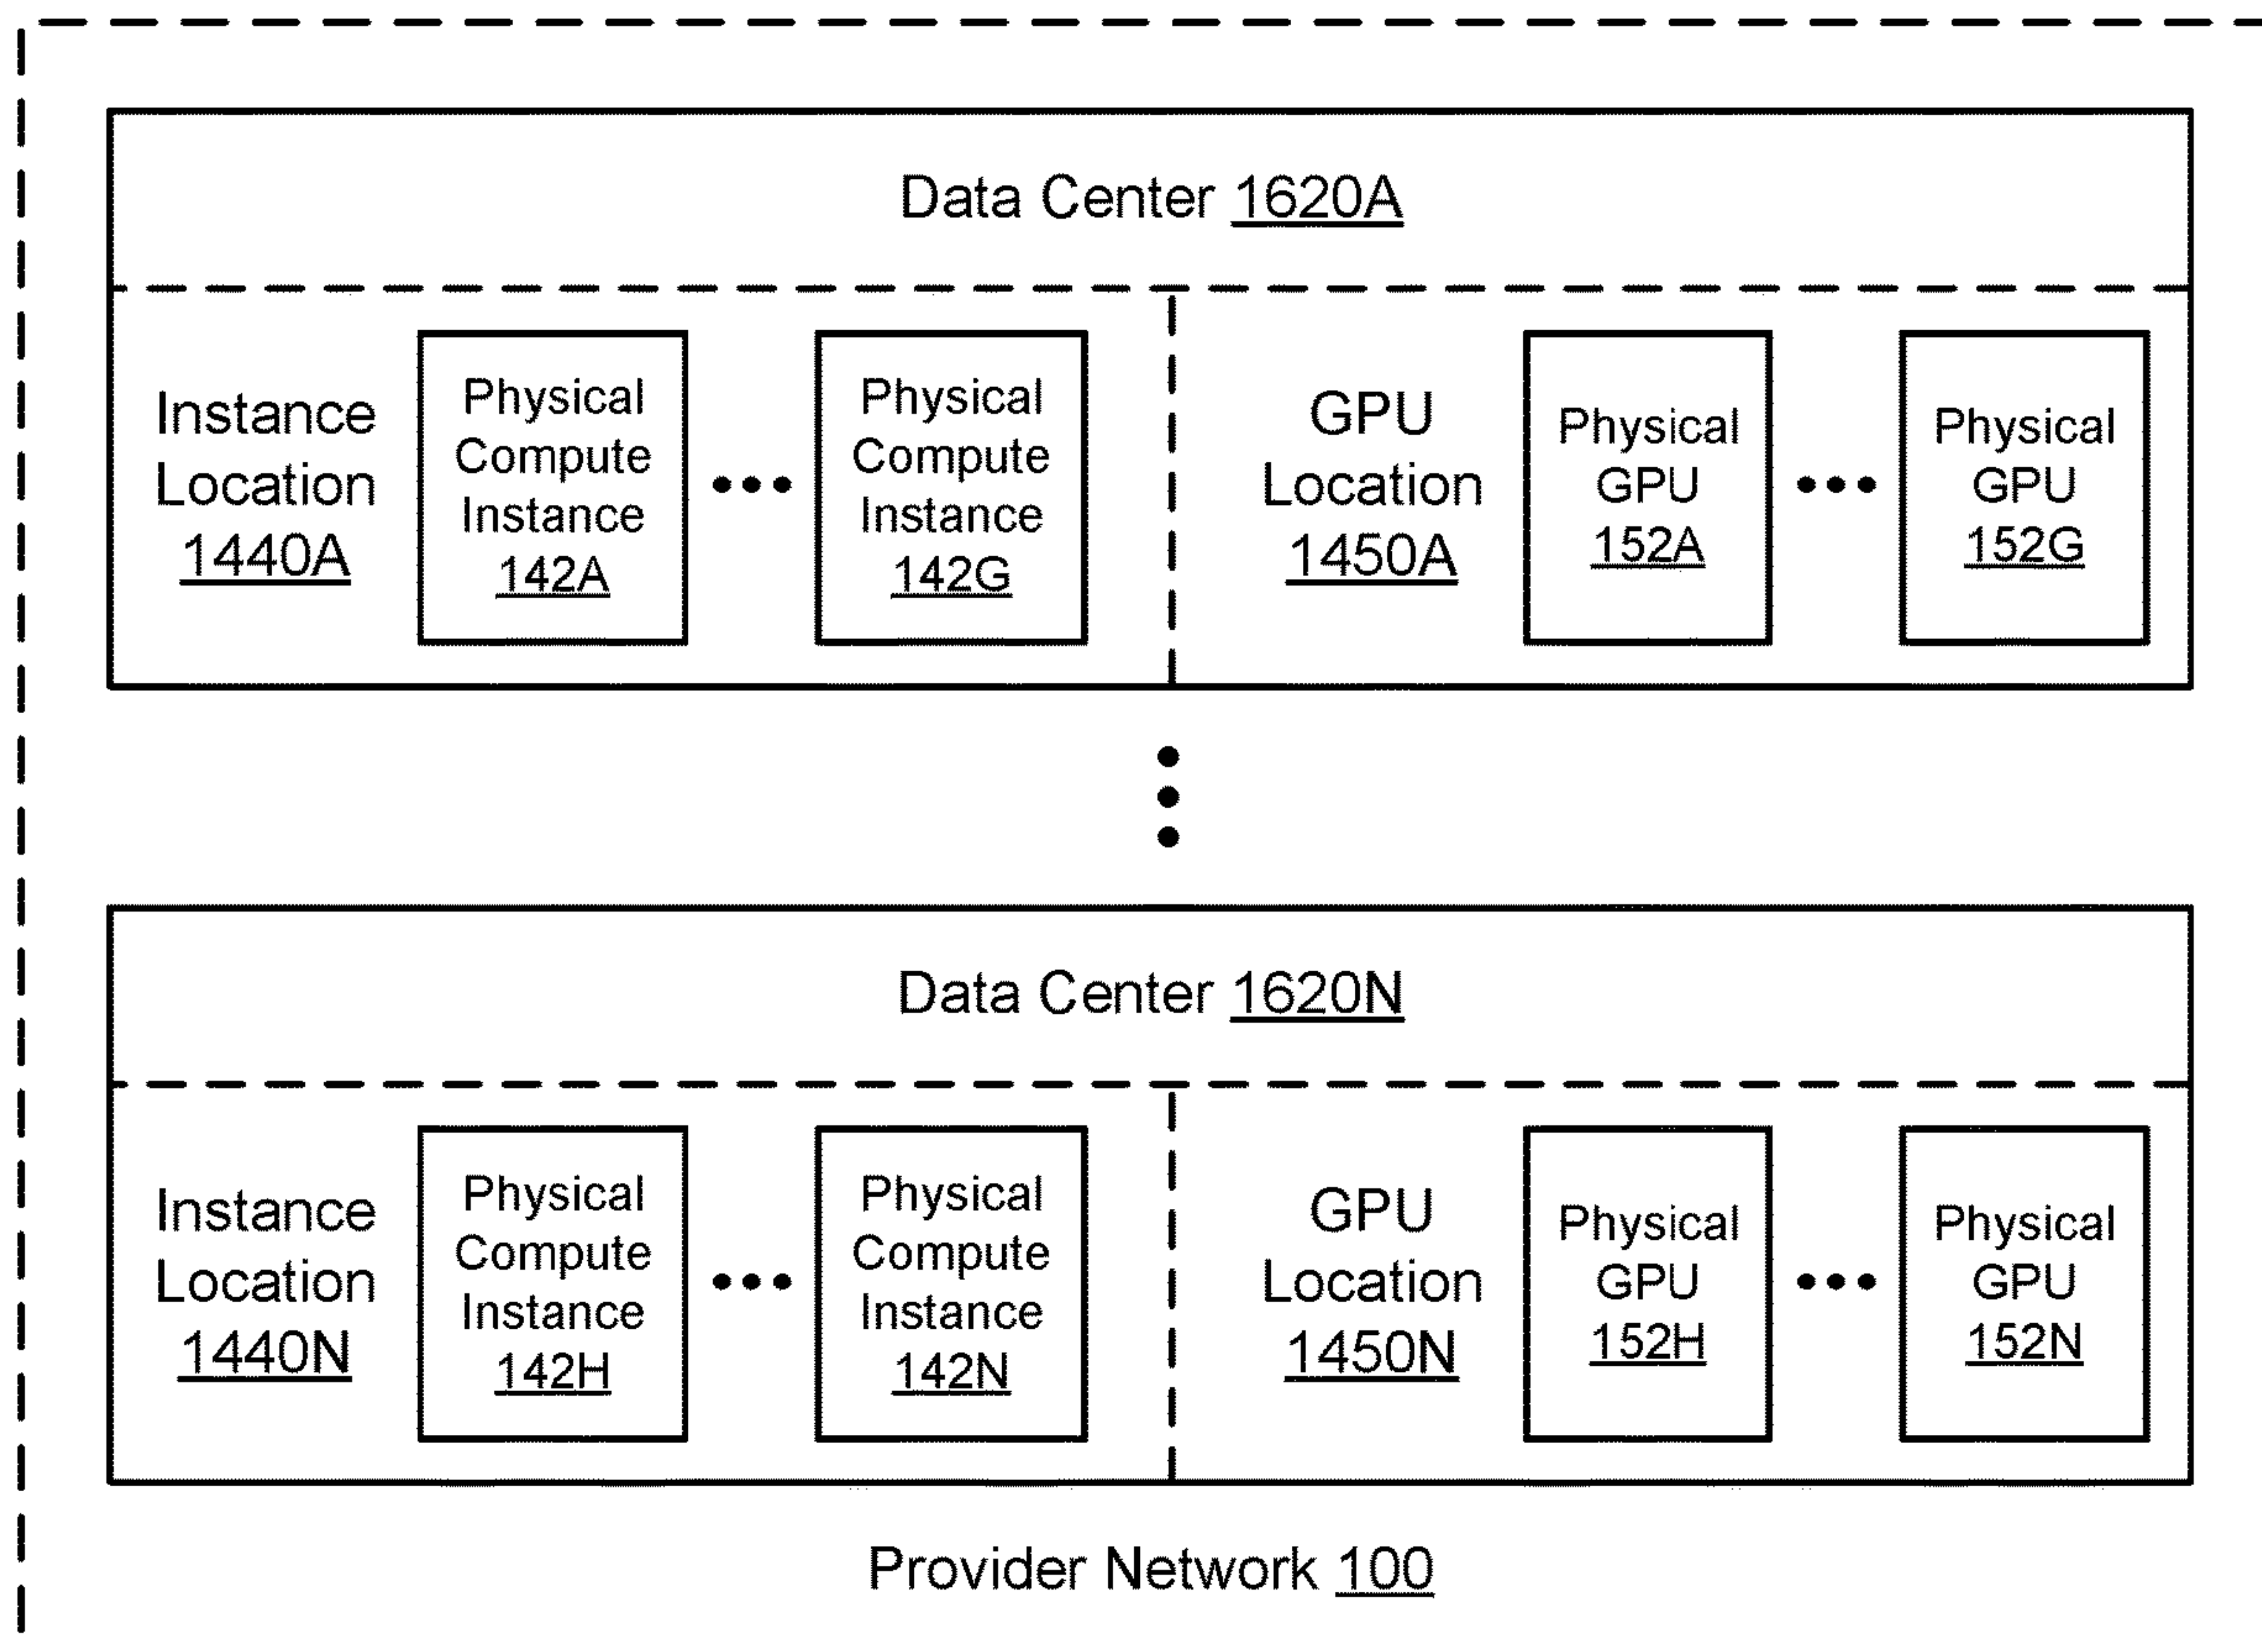 Data Center 1620A
Instance
Location
1440A
Physical
Compute
Instance
142A
Physical
Compute
Instance
142G
GPU
Location
1450A
Physical
GPU
152A
Physical
GPU
152G
Data Center 1620N
Instance
Location
1440N
Physical
Compute
Instance
142H
Physical
Compute
Instance
142N
GPU
Location
1450N
Physical
GPU
152H
Physical
GPU
152N
Provider Network 100